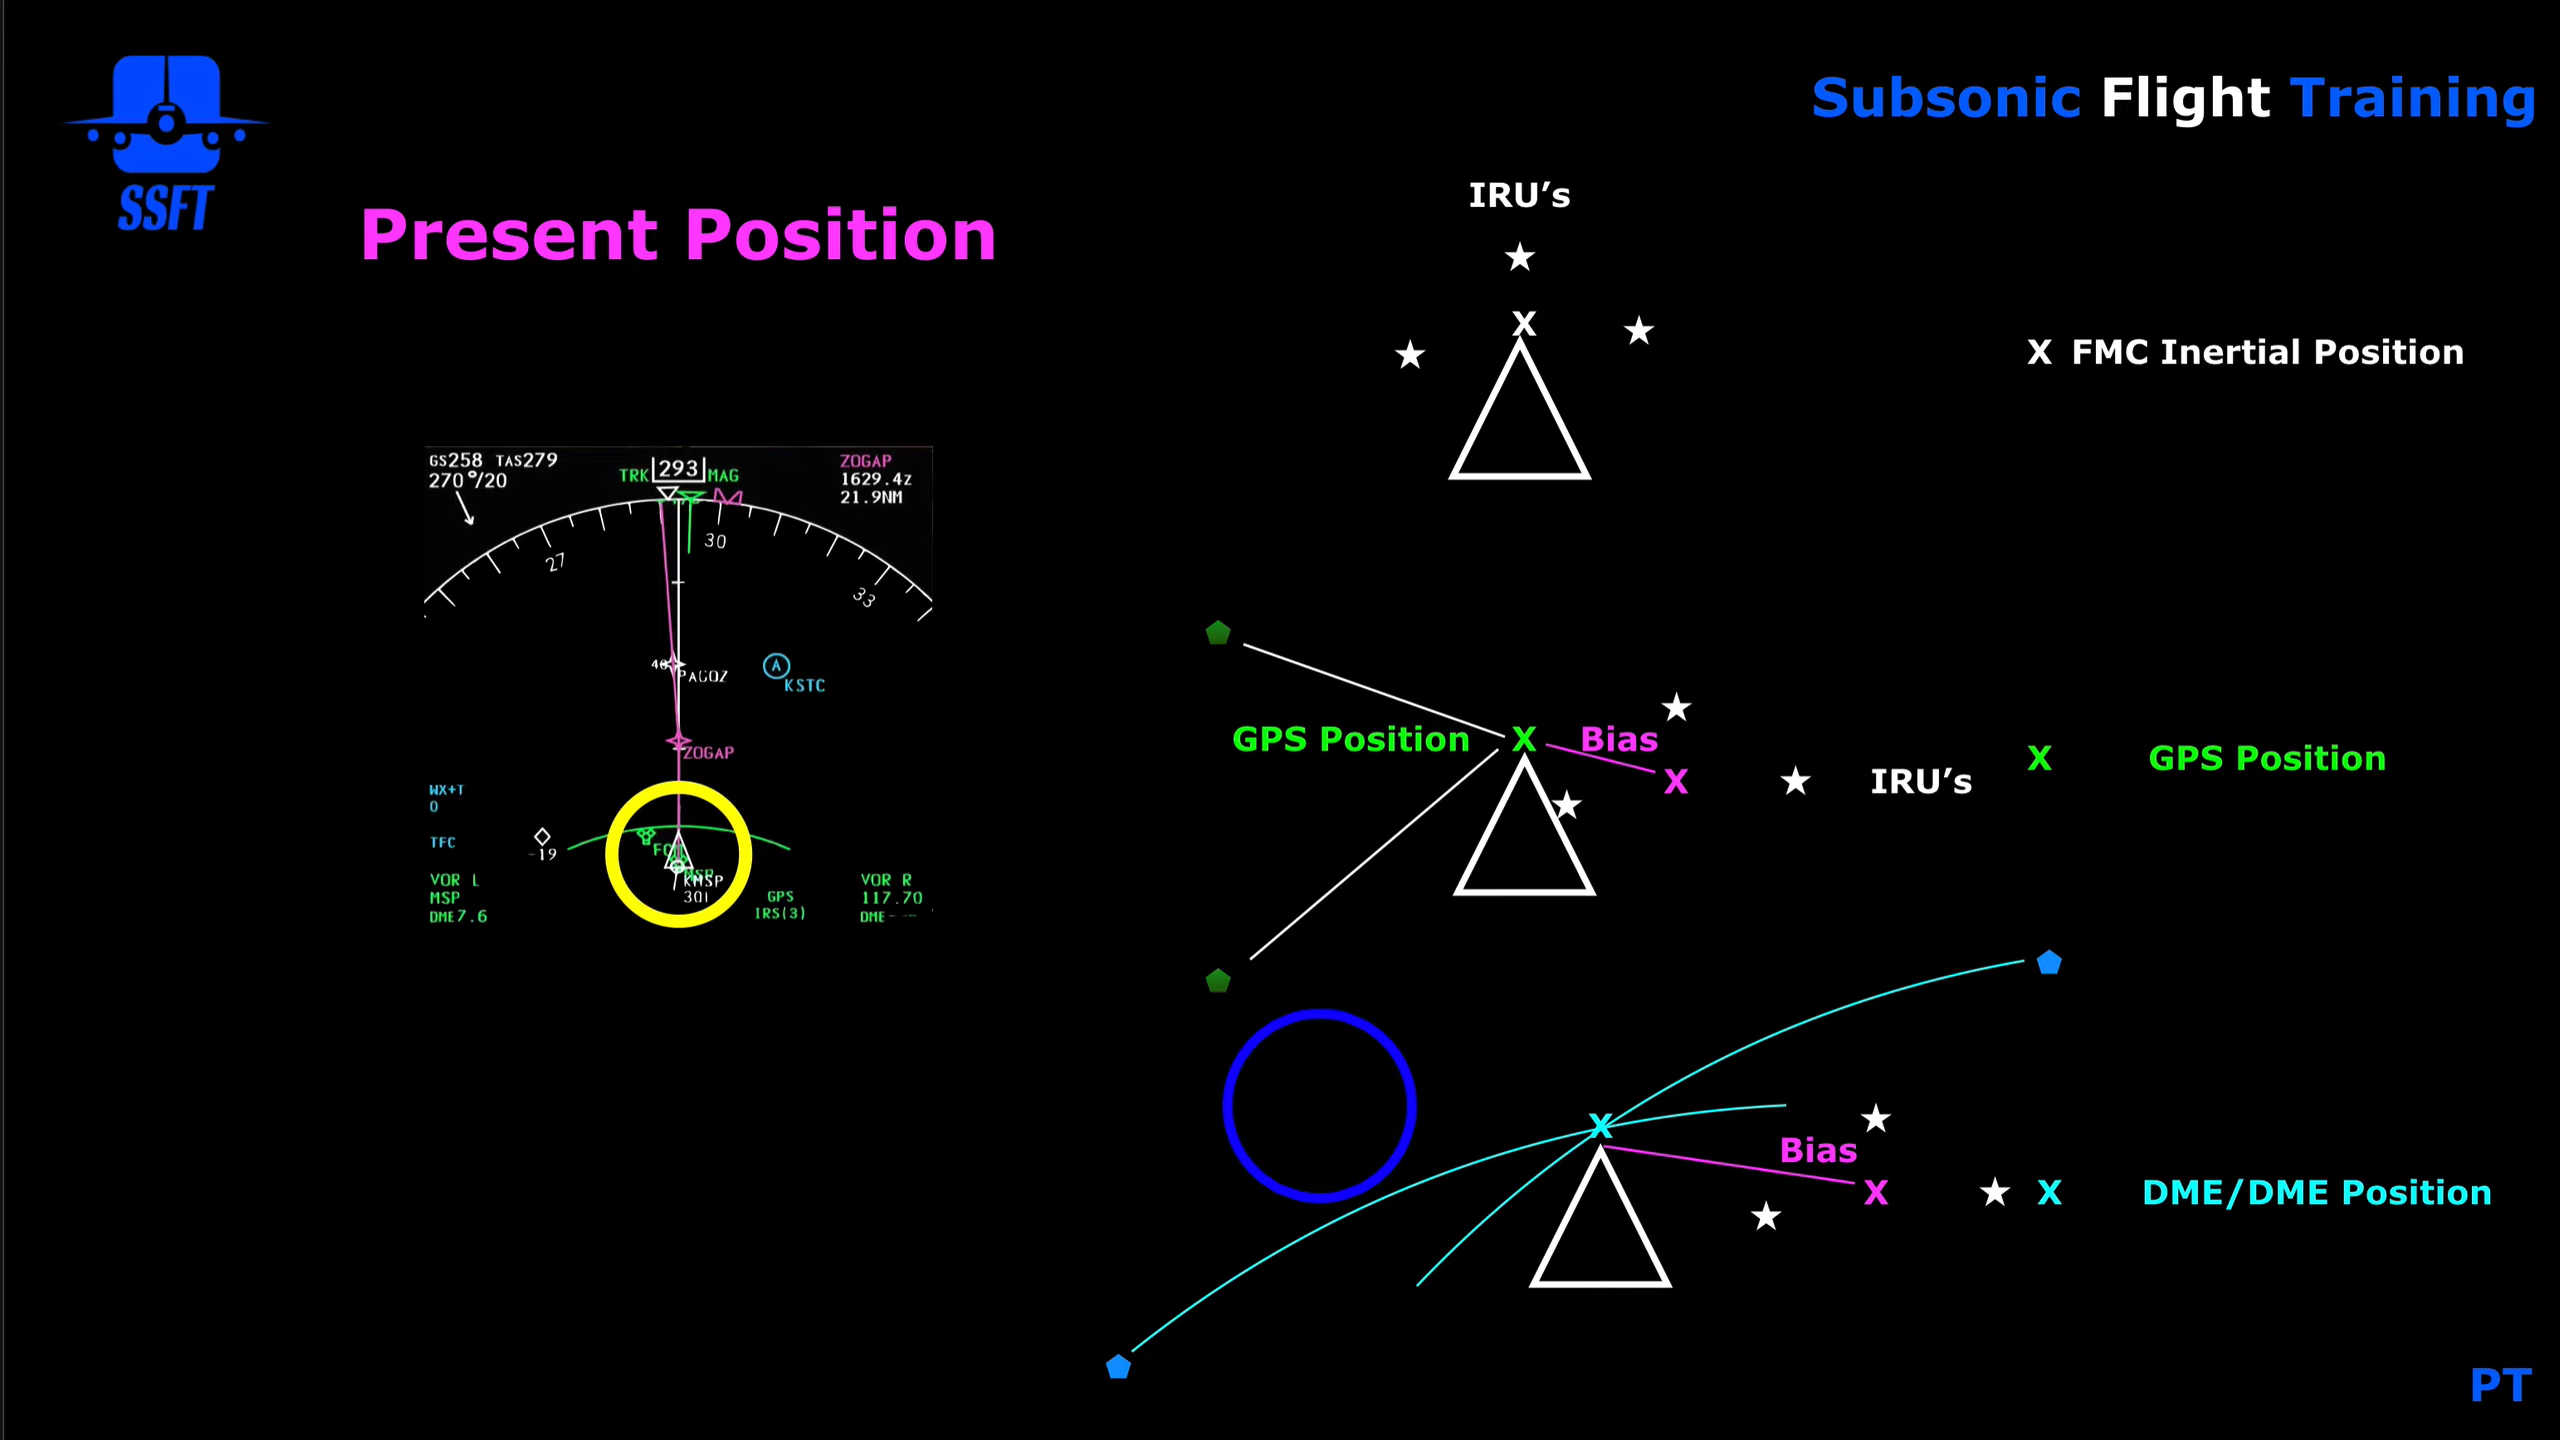 Subsonic Flight Training
SSFT
Present Position
IRU's
X
X FMC Inertial Position
GS258 TAS279
270°/20
TRK 293 MAG
ZOGAP
1629.4z
21.9NM
27
30
33
KSTC
ZOGAP
WX+T
0
TFC
-19
VOR L
MSP
DME7.6
KMSP
30
GPS
IRS(3)
VOR R
117.70
DME- --
GPS Position X Bias
X
IRU's
X GPS Position
X
Bias
X
X DME/DME Position
PT